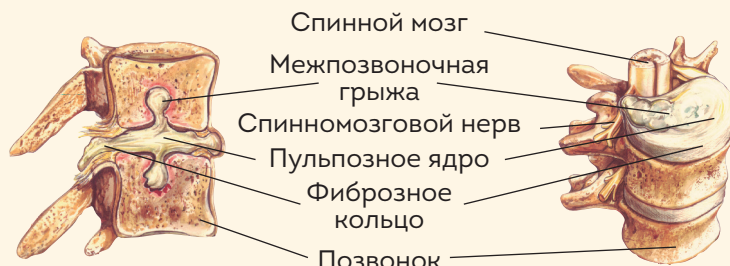 Спинной мозг
Межпозвоночная
грыжа
Спинномозговой нерв
Пульпозное ядро
Фиброзное
кольцо
Позвонок